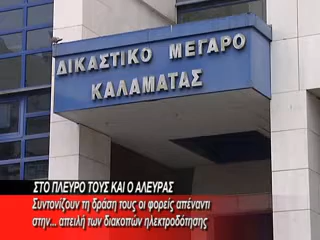 ΔΙΚΑΣΤΙΚΟ ΜΕΓΑΡΟ
ΚΑΛΑΜΑΤΑΣ
ΣΤΟ ΠΛΕΥΡΟ ΤΟΥΣ ΚΑΙ Ο ΑΛΕΥΡΑΣ
Συντονίζουν τη δράση τους οι φορείς απέναντι
στην... απειλή των διακοπών ηλεκτροδότησης